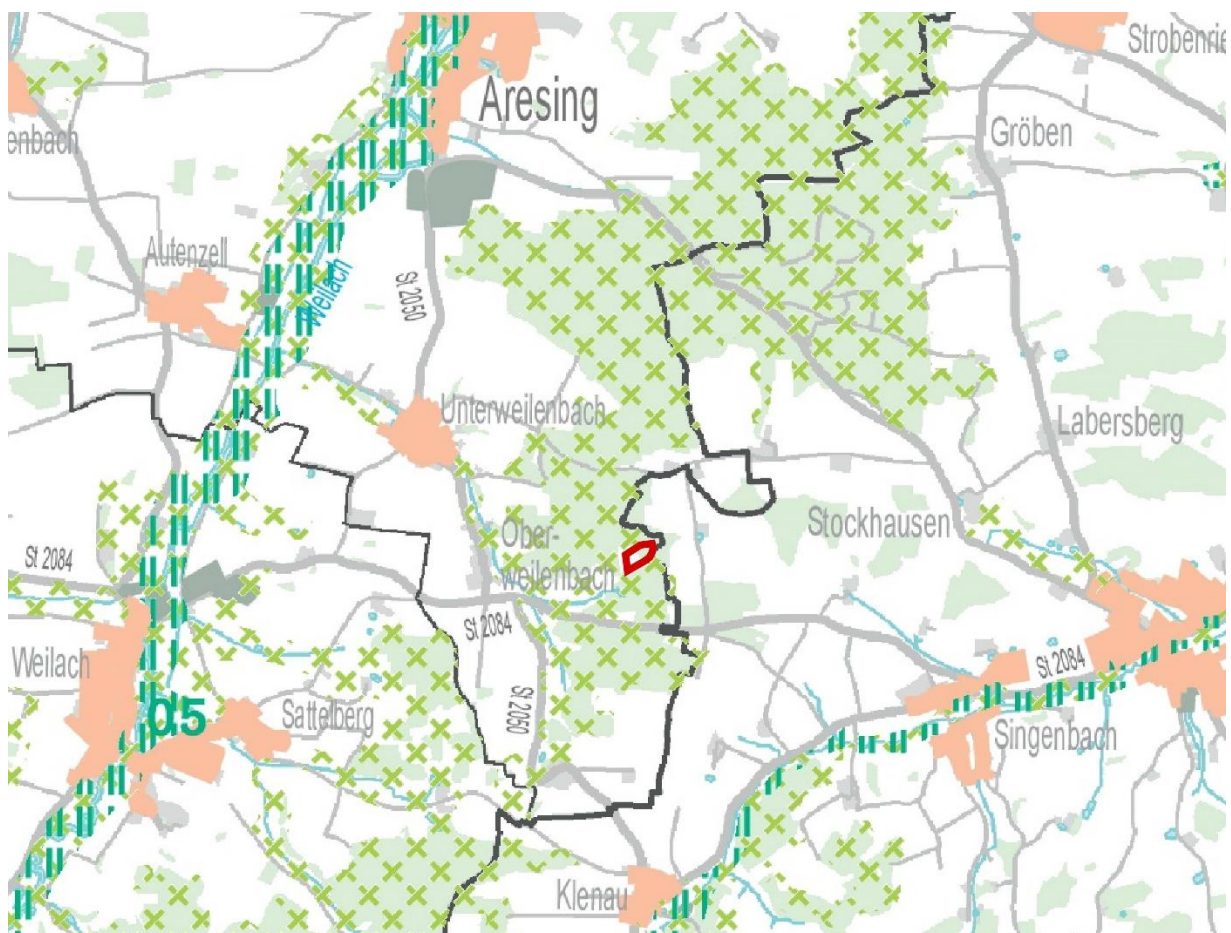 Strobenrie
Aresing
enbach
Gröben
Autenzell
Weilach
St 2050
Unterweilenbach
Labersberg
Stockhausen
Ober-
weilenbach
St 2084
St 2084
Weilach
05
Sattelberg
St 2050
St 2084
Singenbach
Klenau